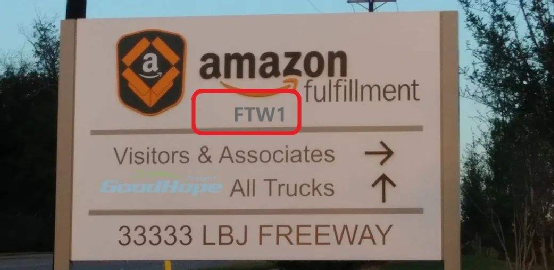 a
amazon
fulfillment
FTW1
Visitors & Associates →
GoodHope All Trucks ↑
33333 LBJ FREEWAY